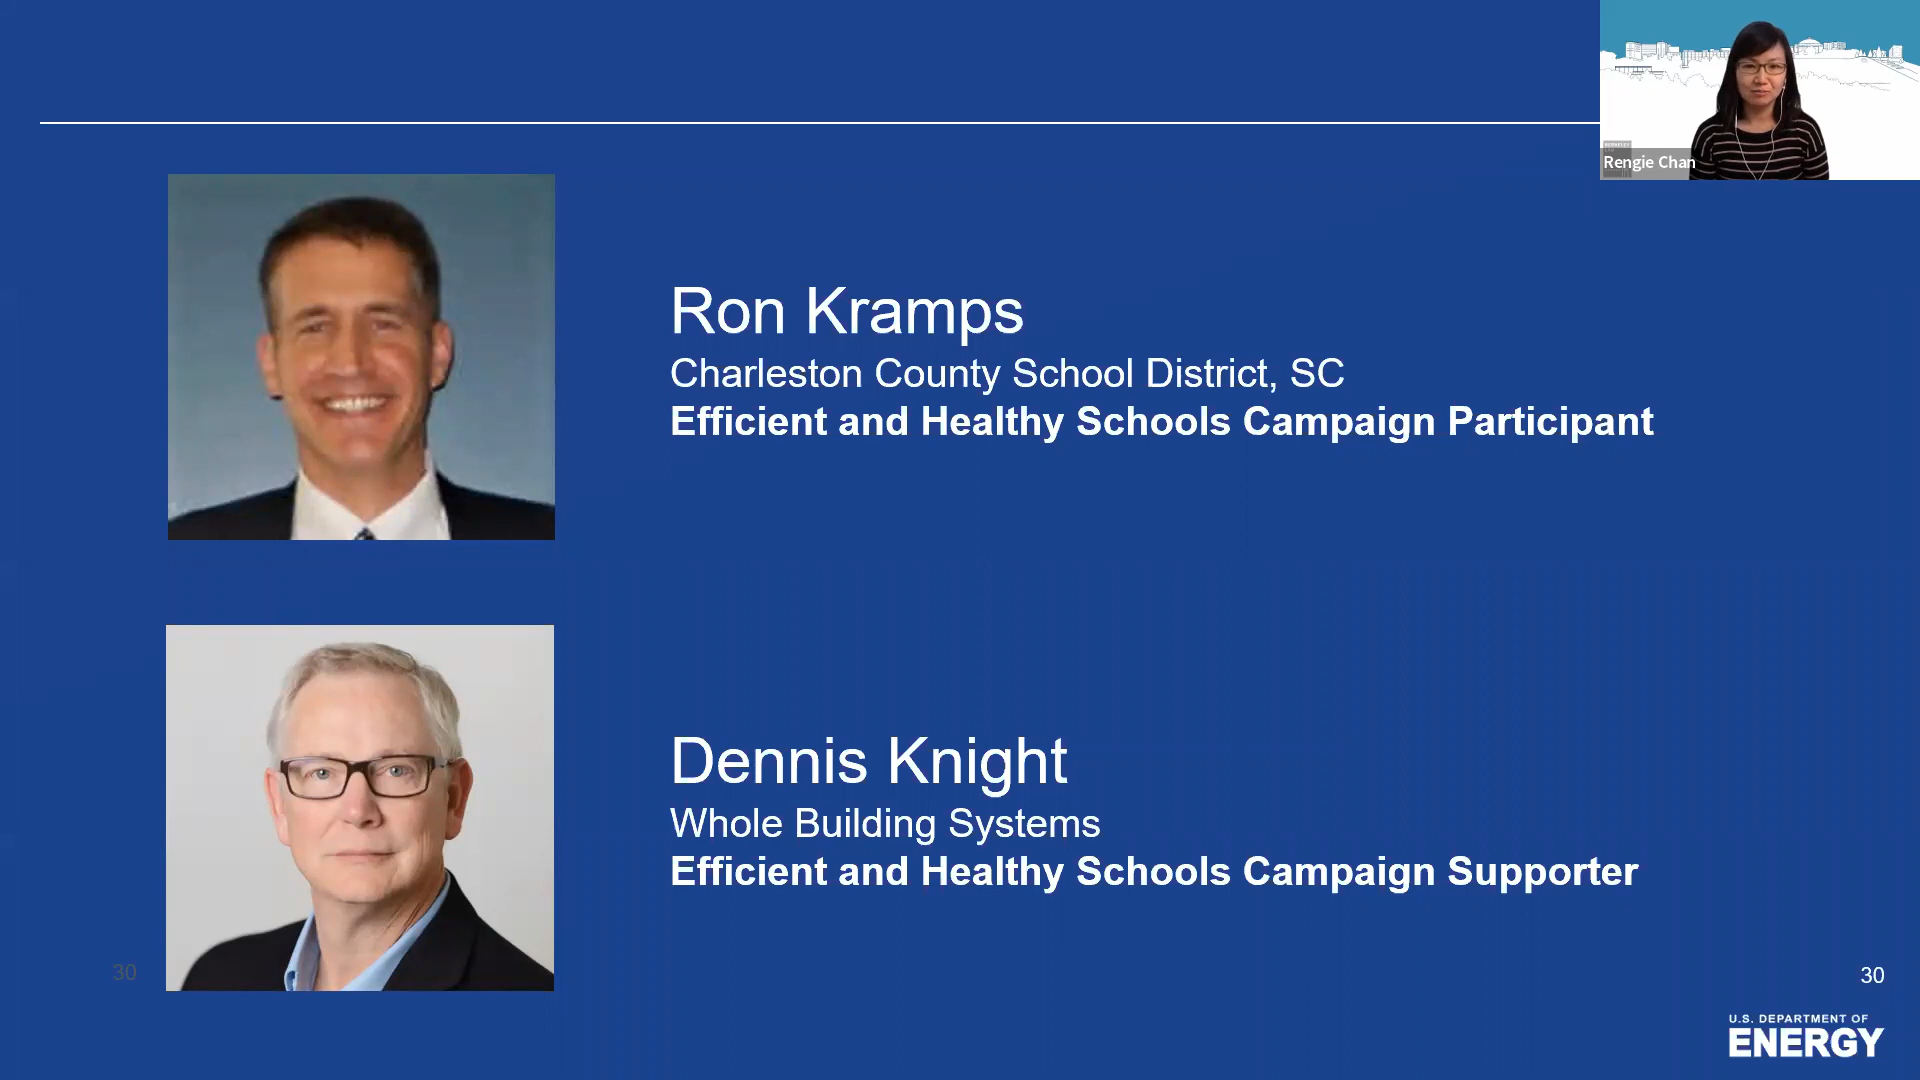 Rengie Chan
Ron Kramps
Charleston County School District, SC
Efficient and Healthy Schools Campaign Participant
Dennis Knight
Whole Building Systems
Efficient and Healthy Schools Campaign Supporter
30
30
U.S. DEPARTMENT OF
ENERGY